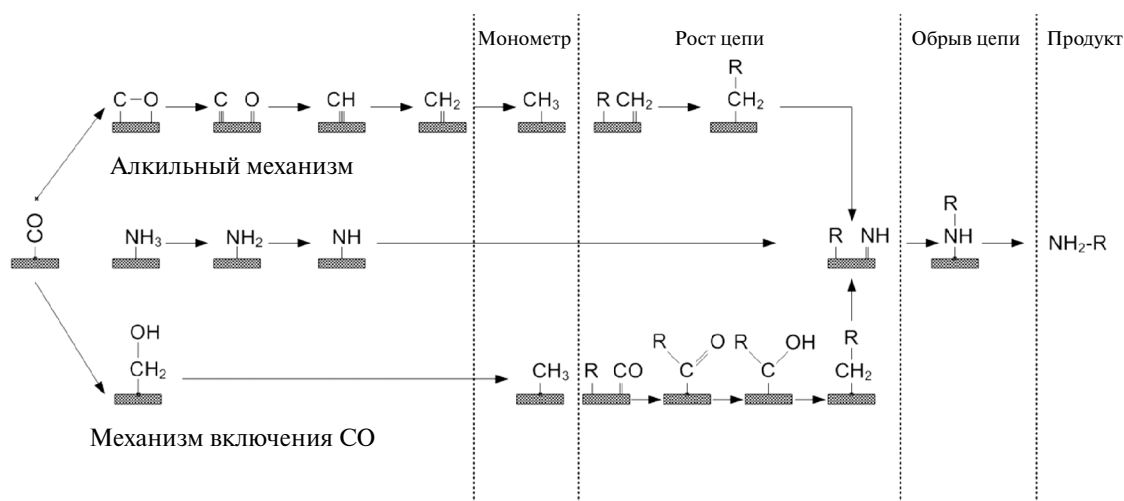 Монометр Рост цепи Обрыв цепи Продукт
R
C–O C O CH CH₂ CH₃ R CH₂ CH₂
Алкильный механизм
R
CO NH₃ NH₂ NH R NH NH NH₂-R
OH R O R OH R
CH₂ CH₃ R CO C C CH₂
Механизм включения СО